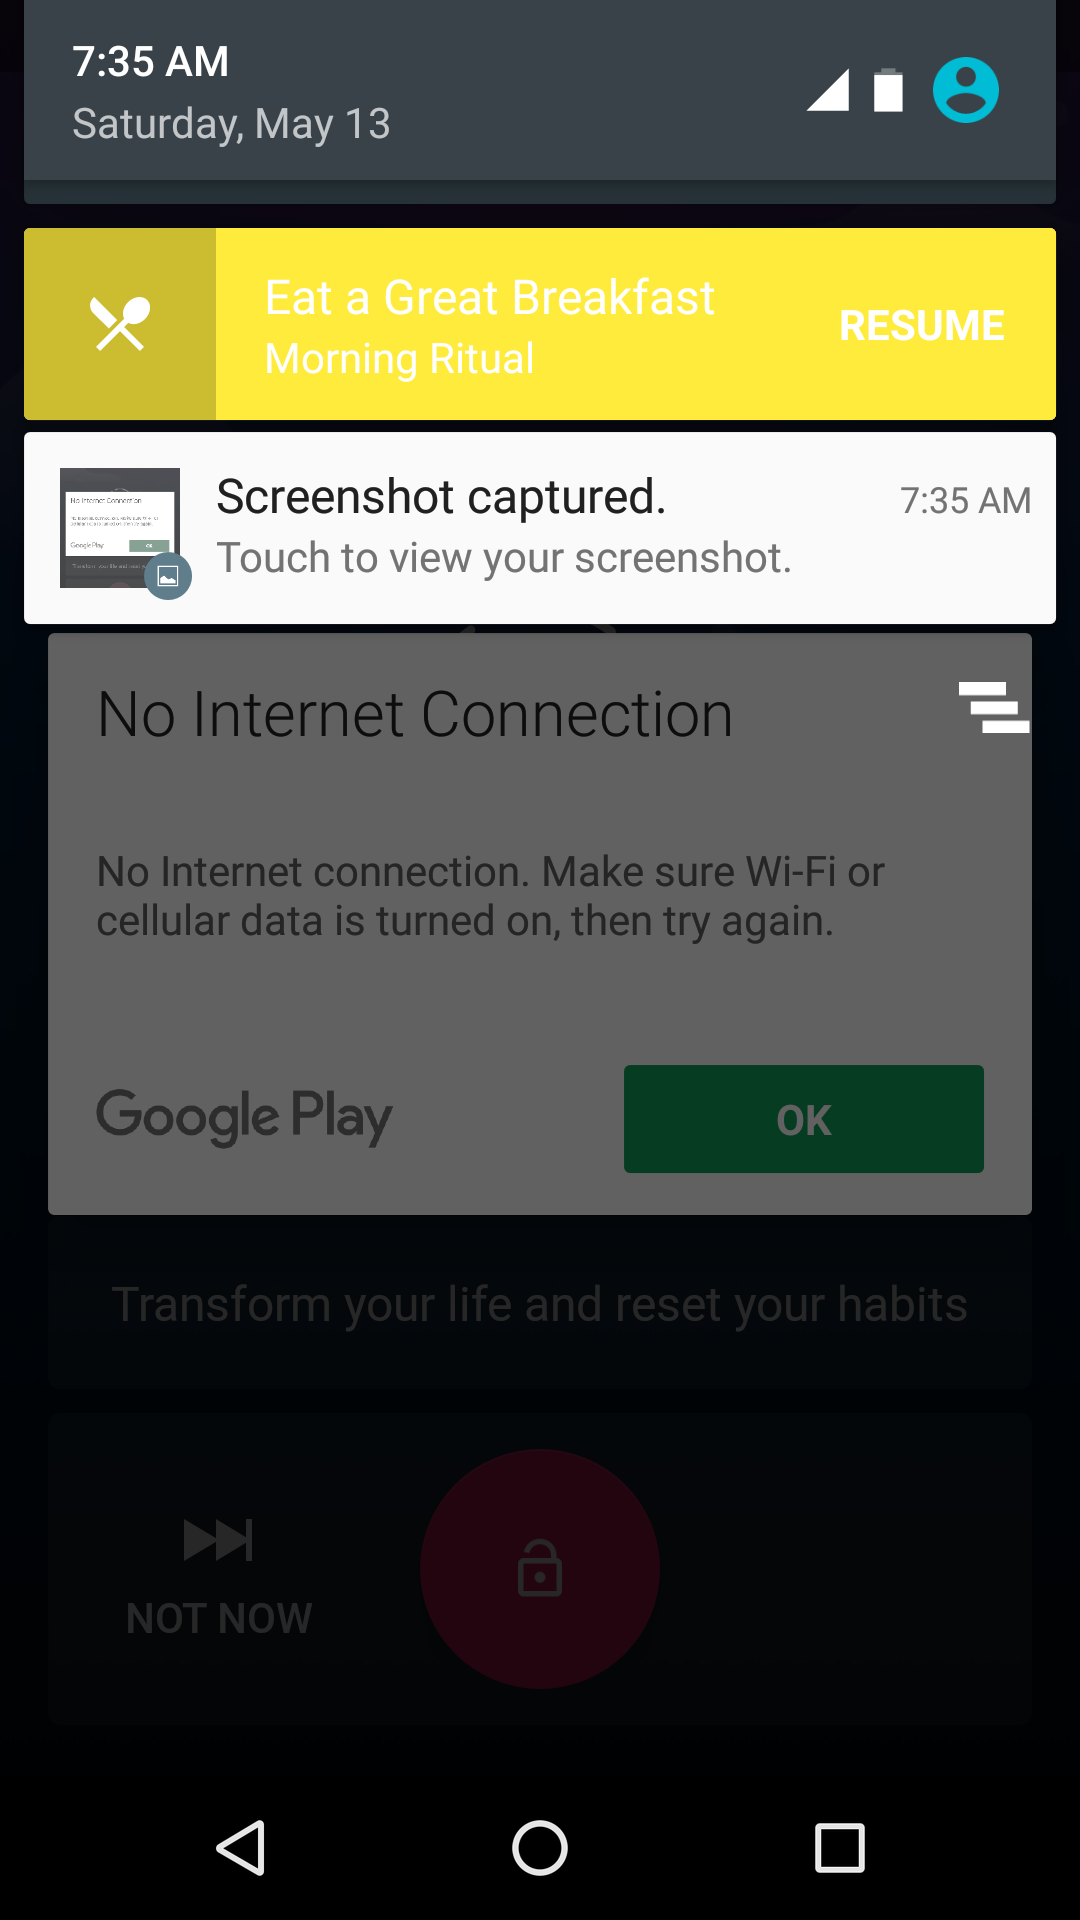 7:35 AM
Saturday, May 13
Eat a Great Breakfast
Morning Ritual
RESUME
Screenshot captured.
7:35 AM
Touch to view your screenshot.
No Internet Connection
No Internet connection. Make sure Wi-Fi or
cellular data is turned on, then try again.
Google Play
OK
Transform your life and reset your habits
NOT NOW